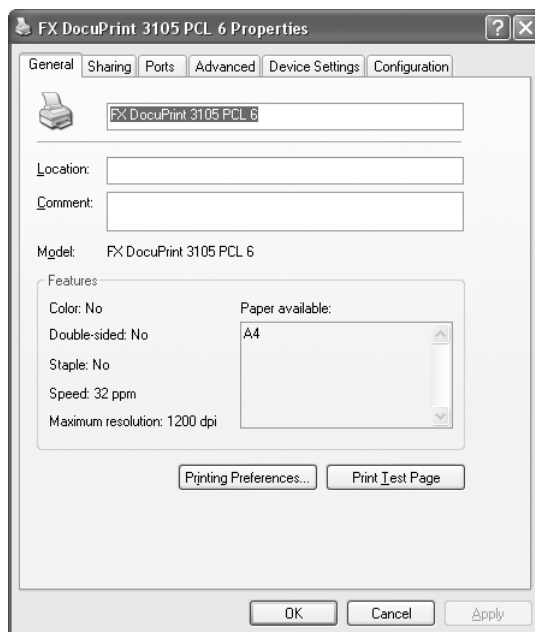 FX DocuPrint 3105 PCL 6 Properties
General Sharing Ports Advanced Device Settings Configuration
FX DocuPrint 3105 PCL 6
Location:
Comment:
Model: FX DocuPrint 3105 PCL 6
Features
Color: No Paper available:
Double-sided: No A4
Staple: No
Speed: 32 ppm
Maximum resolution: 1200 dpi
Printing Preferences... Print Test Page
OK Cancel Apply